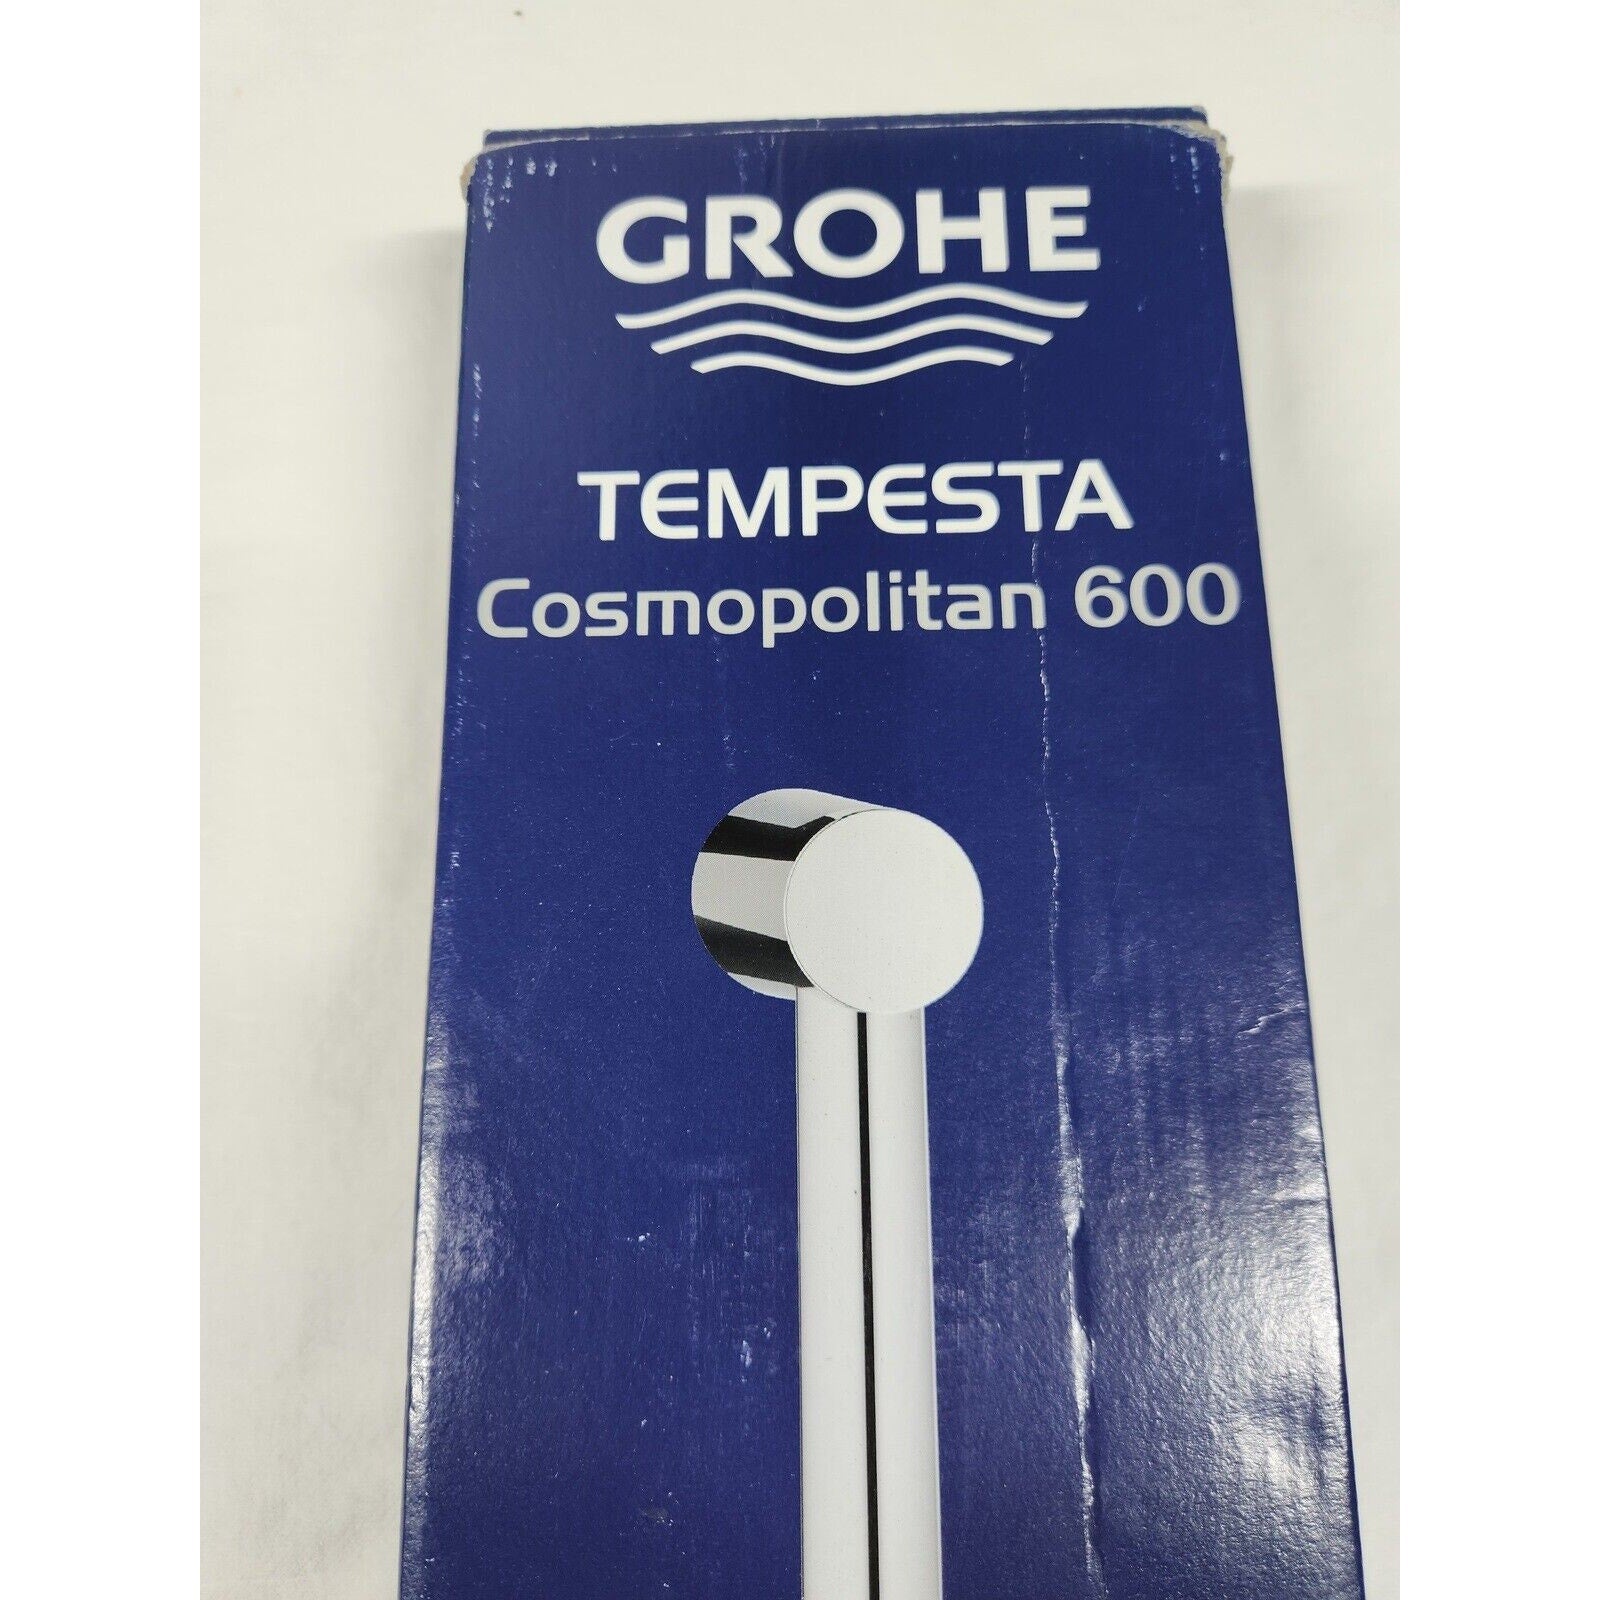 GROHE
TEMPESTA
Cosmopolitan 600